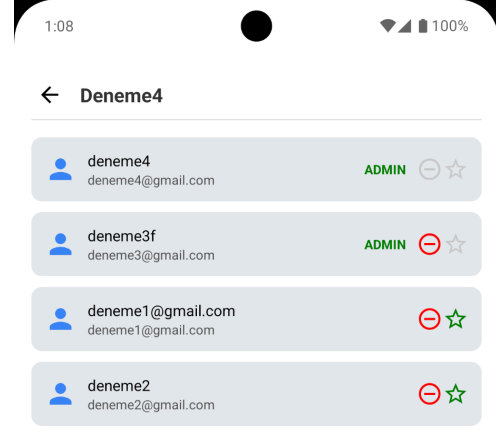 1:08
100%
Deneme4
deneme4
deneme4@gmail.com
ADMIN
deneme3f
deneme3@gmail.com
ADMIN
deneme1@gmail.com
deneme1@gmail.com
deneme2
deneme2@gmail.com